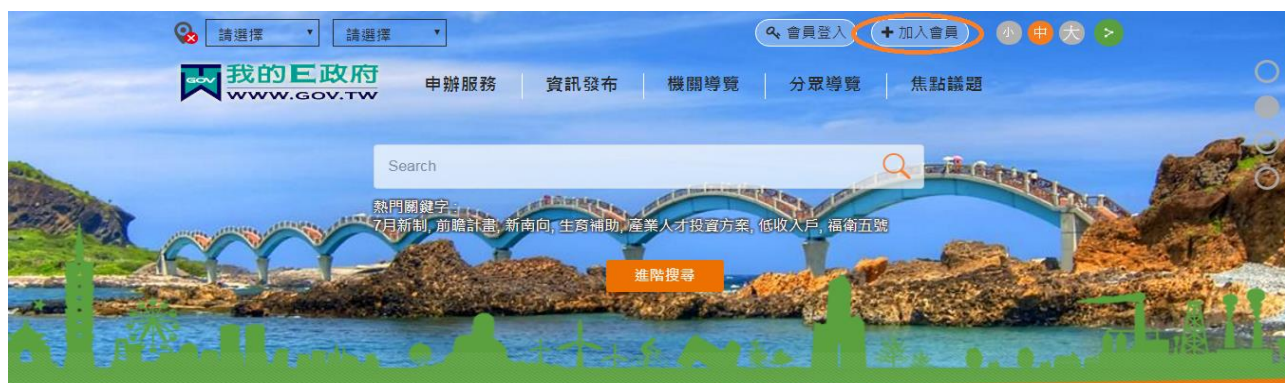 請選擇 請選擇 會員登入 加入會員 小 中 大
GOV 我的E政府
WWW.GOV.TW
申辦服務 資訊發布 機關導覽 分眾導覽 焦點議題
Search
熱門關鍵字 :
7月新制, 前瞻計畫, 新南向, 生育補助, 產業人才投資方案, 低收入戶, 福衛五號
進階搜尋